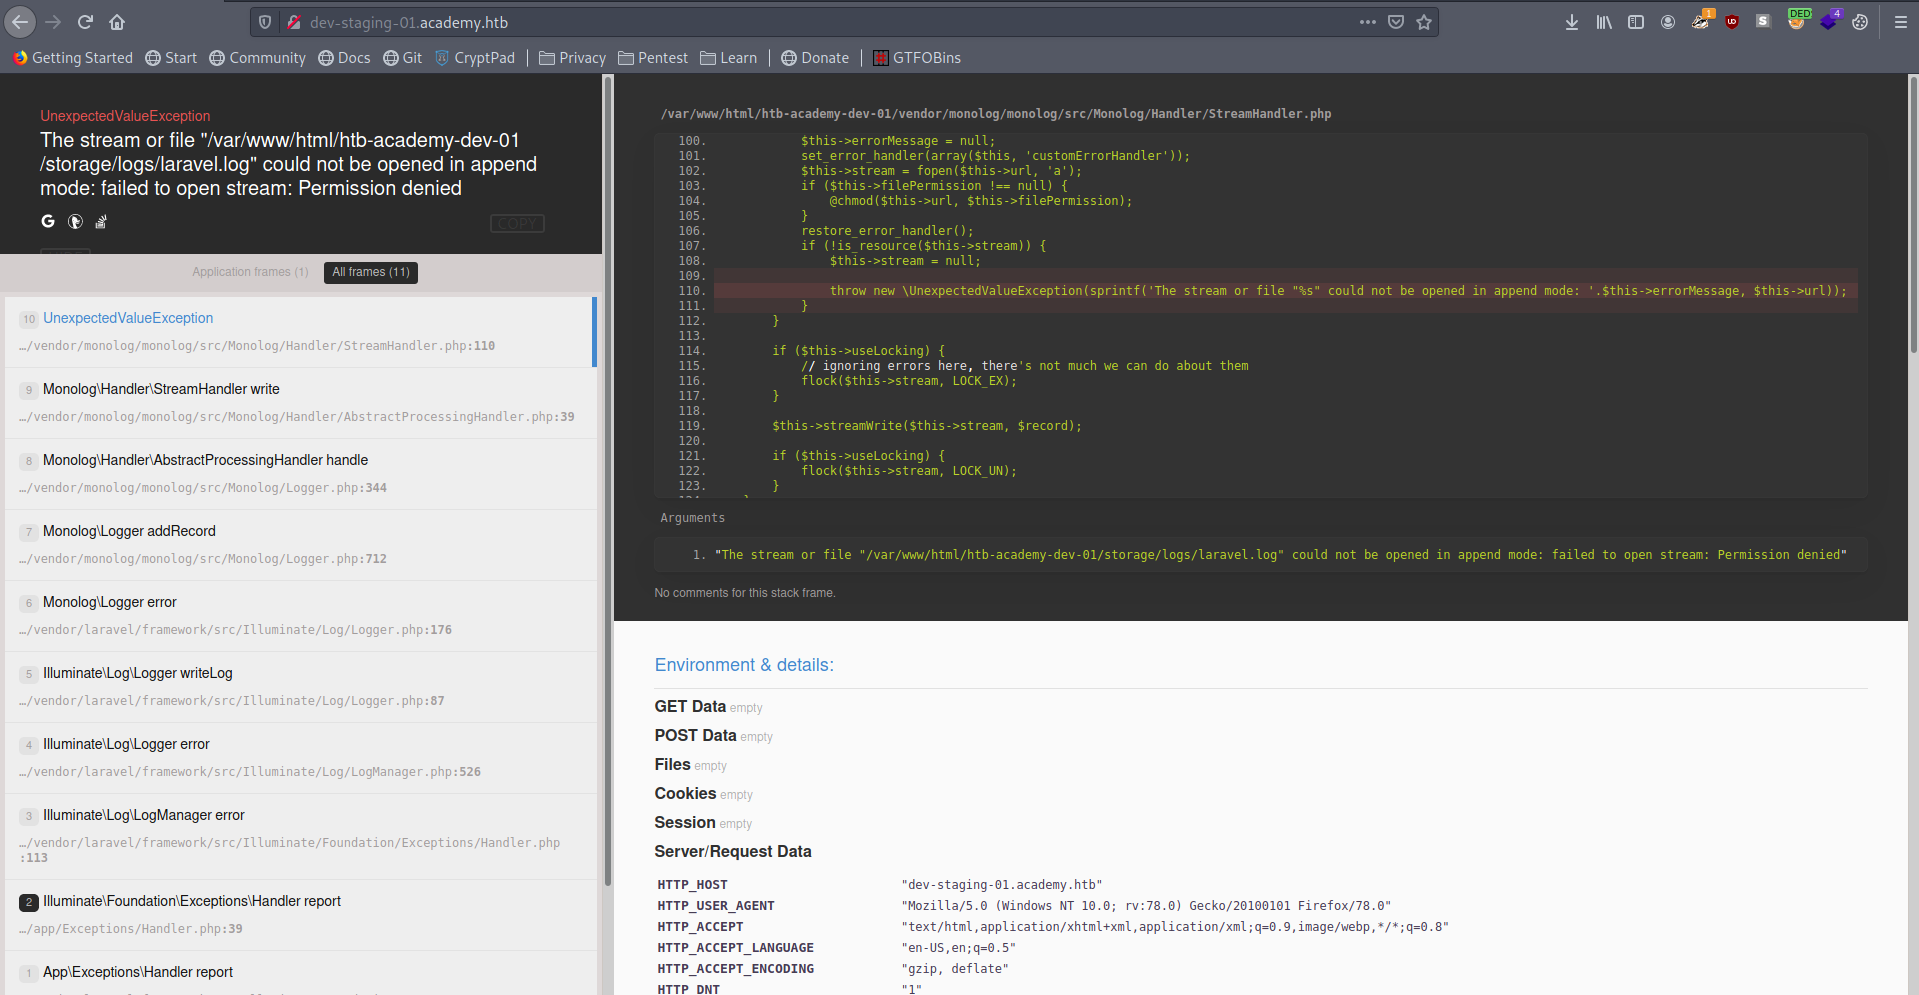 dev-staging-01.academy.htb
1
DED
4
Getting Started Start Community Docs Git CryptPad Privacy Pentest Learn Donate GTFOBins
UnexpectedValueException
The stream or file "/var/www/html/htb-academy-dev-01
/storage/logs/laravel.log" could not be opened in append
mode: failed to open stream: Permission denied
COPY
Application frames (1) All frames (11)
10 UnexpectedValueException
…/vendor/monolog/monolog/src/Monolog/Handler/StreamHandler.php:110
9 Monolog\Handler\StreamHandler write
…/vendor/monolog/monolog/src/Monolog/Handler/AbstractProcessingHandler.php:39
8 Monolog\Handler\AbstractProcessingHandler handle
…/vendor/monolog/monolog/src/Monolog/Logger.php:344
7 Monolog\Logger addRecord
…/vendor/monolog/monolog/src/Monolog/Logger.php:712
6 Monolog\Logger error
…/vendor/laravel/framework/src/Illuminate/Log/Logger.php:176
5 Illuminate\Log\Logger writeLog
…/vendor/laravel/framework/src/Illuminate/Log/Logger.php:87
4 Illuminate\Log\Logger error
…/vendor/laravel/framework/src/Illuminate/Log/LogManager.php:526
3 Illuminate\Log\LogManager error
…/vendor/laravel/framework/src/Illuminate/Foundation/Exceptions/Handler.php
:113
2 Illuminate\Foundation\Exceptions\Handler report
…/app/Exceptions/Handler.php:39
1 App\Exceptions\Handler report
/var/www/html/htb-academy-dev-01/vendor/monolog/monolog/src/Monolog/Handler/StreamHandler.php
100. $this->errorMessage = null;
101. set_error_handler(array($this, 'customErrorHandler'));
102. $this->stream = fopen($this->url, 'a');
103. if ($this->filePermission !== null) {
104. @chmod($this->url, $this->filePermission);
105. }
106. restore_error_handler();
107. if (!is_resource($this->stream)) {
108. $this->stream = null;
109.
110. throw new \UnexpectedValueException(sprintf('The stream or file "%s" could not be opened in append mode: '.$this->errorMessage, $this->url));
111. }
112. }
113.
114. if ($this->useLocking) {
115. // ignoring errors here, there's not much we can do about them
116. flock($this->stream, LOCK_EX);
117. }
118.
119. $this->streamWrite($this->stream, $record);
120.
121. if ($this->useLocking) {
122. flock($this->stream, LOCK_UN);
123. }
Arguments
1. "The stream or file "/var/www/html/htb-academy-dev-01/storage/logs/laravel.log" could not be opened in append mode: failed to open stream: Permission denied"
No comments for this stack frame.
Environment & details:
GET Data empty
POST Data empty
Files empty
Cookies empty
Session empty
Server/Request Data
HTTP_HOST "dev-staging-01.academy.htb"
HTTP_USER_AGENT "Mozilla/5.0 (Windows NT 10.0; rv:78.0) Gecko/20100101 Firefox/78.0"
HTTP_ACCEPT "text/html,application/xhtml+xml,application/xml;q=0.9,image/webp,*/*;q=0.8"
HTTP_ACCEPT_LANGUAGE "en-US,en;q=0.5"
HTTP_ACCEPT_ENCODING "gzip, deflate"
HTTP_DNT "1"